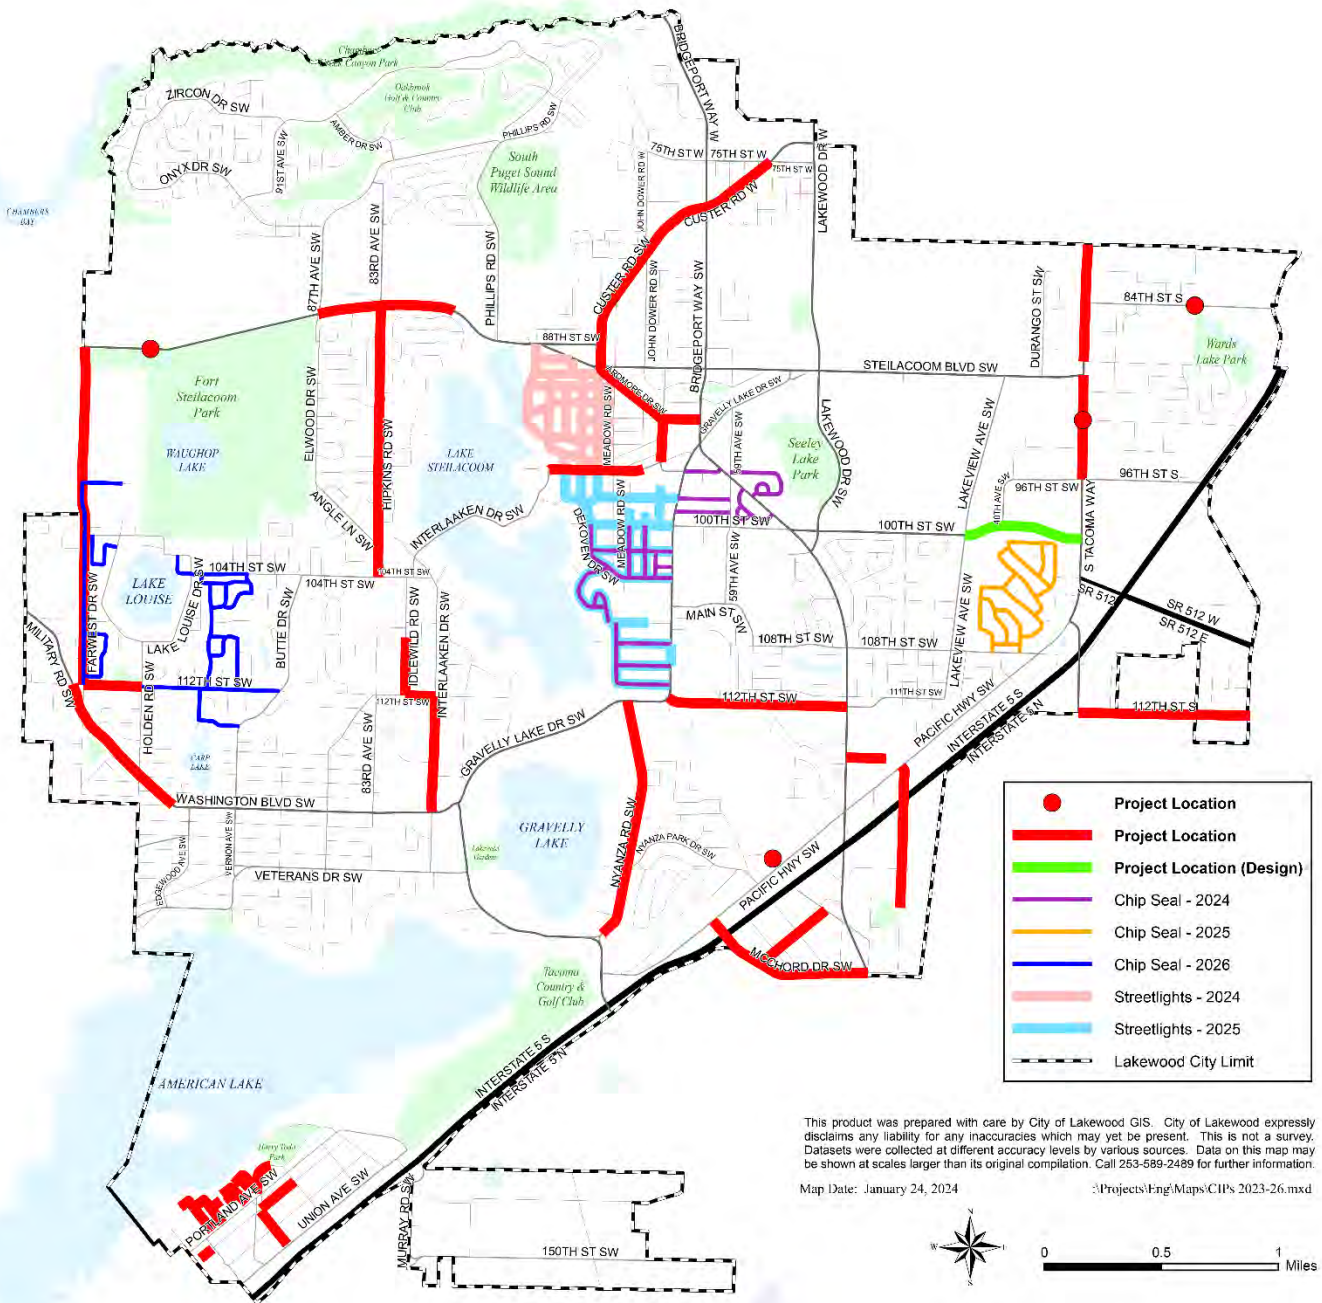 Chambers
Creek Canyon Park
BRIDGEPORT WAY W
ZIRCON DR SW
Oakbrook
Golf & Country
Club
AMBER DR SW
PHILLIPS RD SW
91ST AVE SW
ONYX DR SW
South
Puget Sound
Wildlife Area
75TH ST W
75TH ST W
75TH ST W
LAKEWOOD DR W
JOHN DOWER RD W
CUSTER RD W
CHAMBERS
BAY
87TH AVE SW
83RD AVE SW
PHILLIPS RD SW
CUSTER RD SW
JOHN DOWER RD SW
BRIDGEPORT WAY SW
DURANGO ST SW
84TH ST S
Wards
Lake Park
88TH ST SW
STEILACOOM BLVD SW
Fort
Steilacoom
Park
ELWOOD DR SW
HIPKINS RD SW
ARDMORE DR SW
MEADOW RD SW
GRAVELLY LAKE DR SW
59TH AVE SW
LAKEWOOD DR SW
LAKEVIEW AVE SW
WAUGHOP
LAKE
LAKE
STEILACOOM
Seeley
Lake
Park
40TH AVE SW
96TH ST SW
96TH ST S
S TACOMA WAY
ANGLE LN SW
INTERLAAKEN DR SW
DEKOVEN DR SW
MEADOW RD SW
100TH ST SW
100TH ST SW
59TH AVE SW
104TH ST SW
104TH ST SW
104TH ST SW
LAKE
LOUISE
LAKE LOUISE DR SW
FARWEST DR SW
BUTTE DR SW
IDLEWILD RD SW
INTERLAAKEN DR SW
MAIN ST SW
108TH ST SW
108TH ST SW
LAKEVIEW AVE SW
SR 512
SR 512 W
SR 512 E
MILITARY RD SW
HOLDEN RD SW
112TH ST SW
112TH ST SW
112TH ST SW
111TH ST SW
112TH ST S
PACIFIC HWY SW
INTERSTATE 5 S
INTERSTATE 5 N
CARP
LAKE
83RD AVE SW
GRAVELLY LAKE DR SW
WASHINGTON BLVD SW
GRAVELLY
LAKE
NYANZA RD SW
NYANZA PARK DR SW
EDGEWOOD AVE SW
VERNON AVE SW
Lakewold
Gardens
VETERANS DR SW
PACIFIC HWY SW
MCCHORD DR SW
Tacoma
Country &
Golf Club
INTERSTATE 5 S
INTERSTATE 5 N
AMERICAN LAKE
Harry Todd
Park
PORTLAND AVE SW
UNION AVE SW
MURRAY RD SW
150TH ST SW
Project Location
Project Location
Project Location (Design)
Chip Seal - 2024
Chip Seal - 2025
Chip Seal - 2026
Streetlights - 2024
Streetlights - 2025
Lakewood City Limit
This product was prepared with care by City of Lakewood GIS. City of Lakewood expressly
disclaims any liability for any inaccuracies which may yet be present. This is not a survey.
Datasets were collected at different accuracy levels by various sources. Data on this map may
be shown at scales larger than its original compilation. Call 253-589-2489 for further information.
Map Date: January 24, 2024
:\Projects\Eng\Maps\CIPs 2023-26.mxd
N
W
E
S
0 0.5 1
Miles